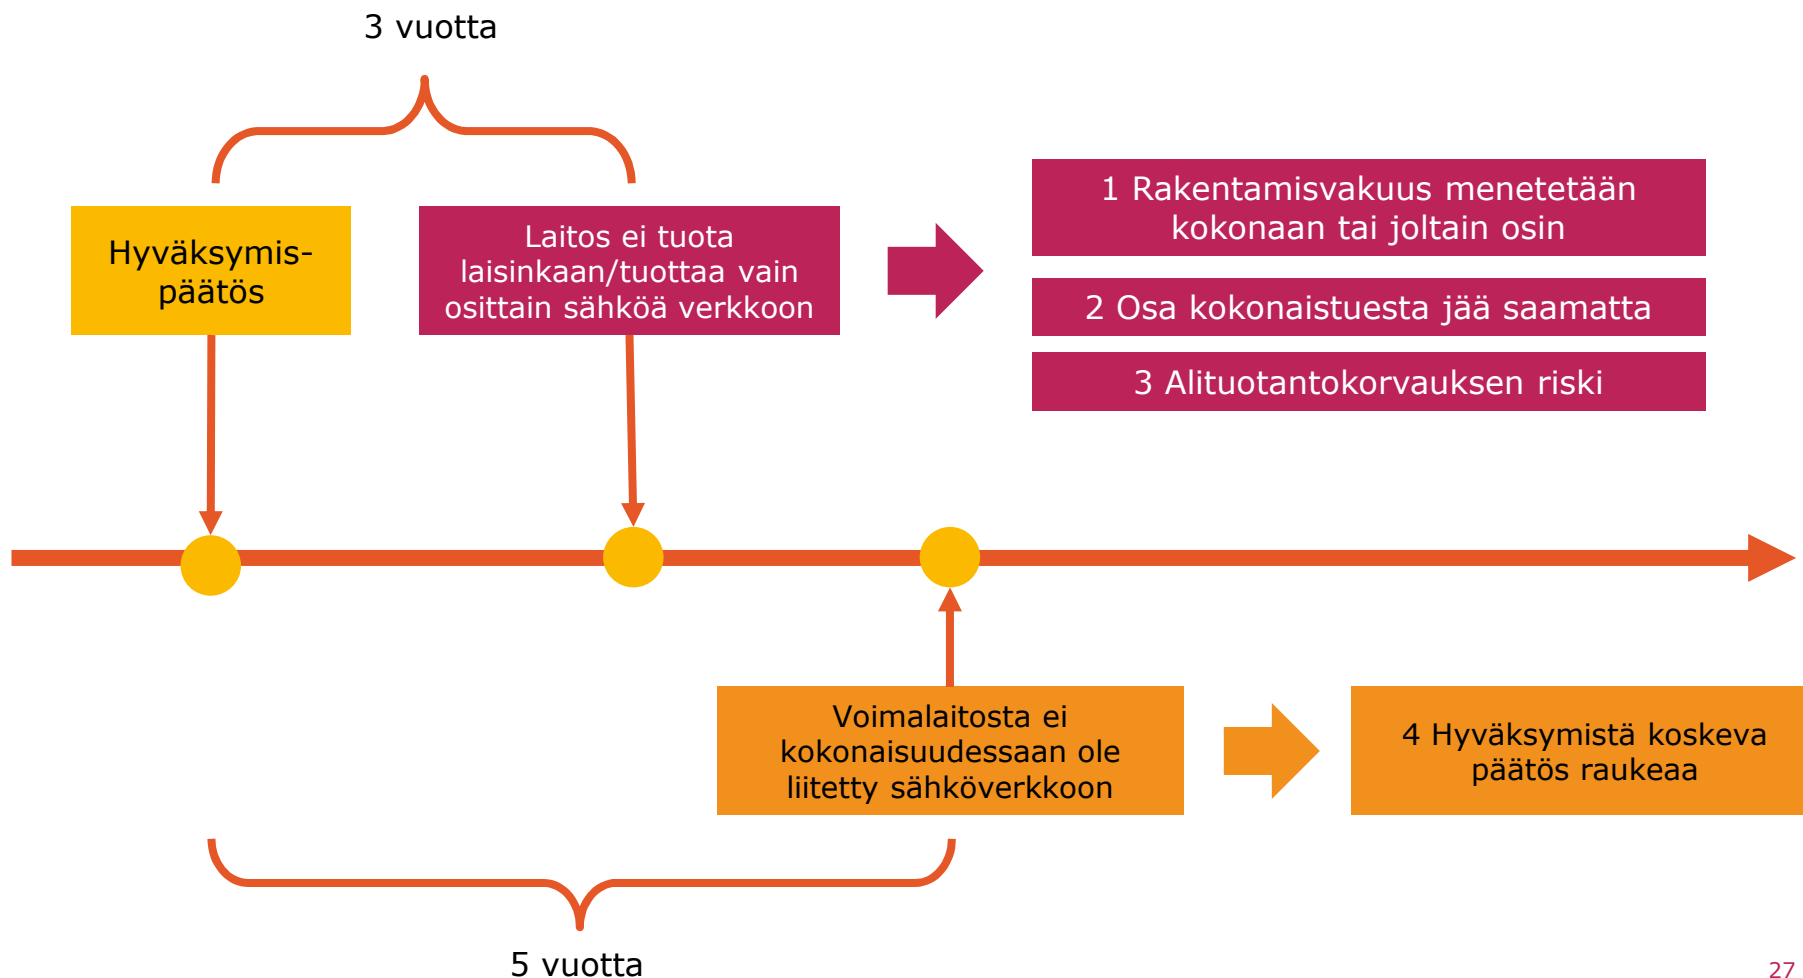 3 vuotta
Hyväksymis-
päätös
Laitos ei tuota
laisinkaan/tuottaa vain
osittain sähköä verkkoon
1 Rakentamisvakuus menetetään
kokonaan tai joltain osin
2 Osa kokonaistuesta jää saamatta
3 Alituotantokorvauksen riski
Voimalaitosta ei
kokonaisuudessaan ole
liitetty sähköverkkoon
4 Hyväksymistä koskeva
päätös raukeaa
5 vuotta
27